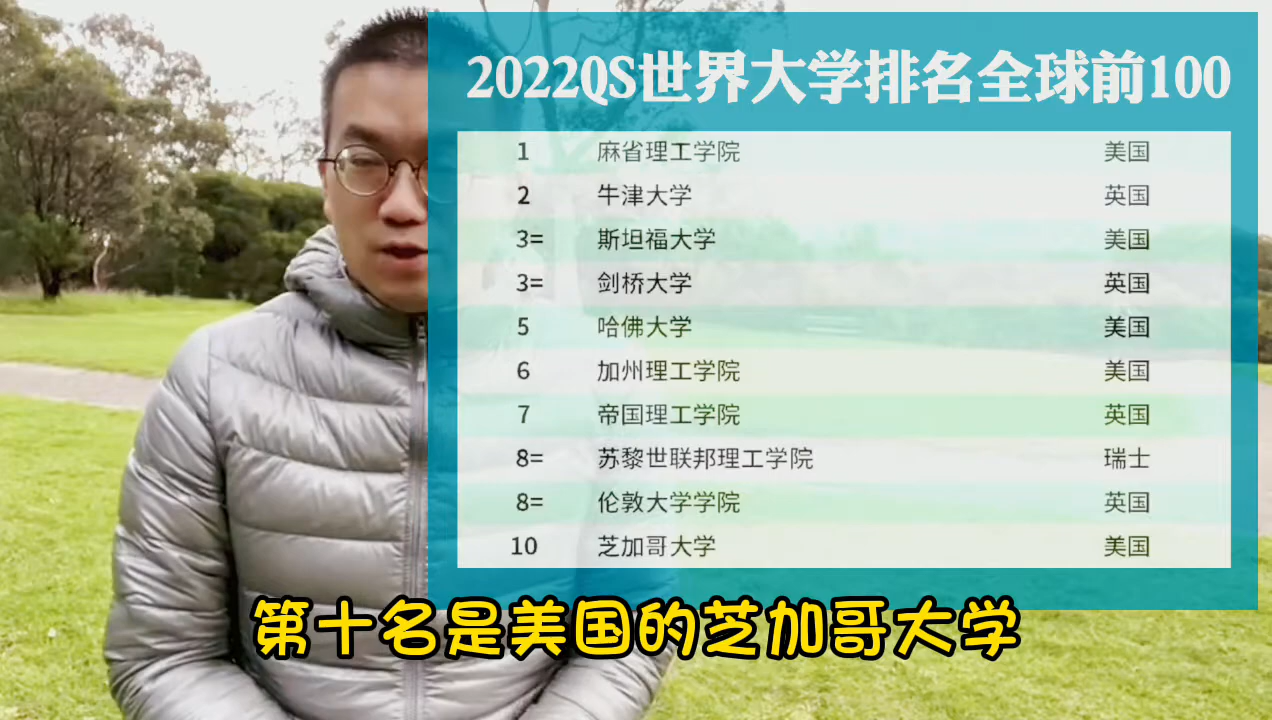 2022QS世界大学排名全球前100
1 麻省理工学院 美国
2 牛津大学 英国
3= 斯坦福大学 美国
3= 剑桥大学 英国
5 哈佛大学 美国
6 加州理工学院 美国
7 帝国理工学院 英国
8= 苏黎世联邦理工学院 瑞士
8= 伦敦大学学院 英国
10 芝加哥大学 美国
第十名是美国的芝加哥大学